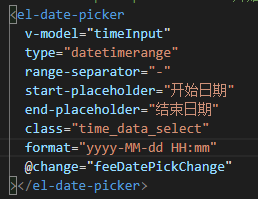 <el-date-picker
v-model="timeInput"
type="datetimerange"
range-separator="-"
start-placeholder="开始日期"
end-placeholder="结束日期"
class="time_data_select"
format="yyyy-MM-dd HH:mm"
@change="feeDatePickChange"
></el-date-picker>